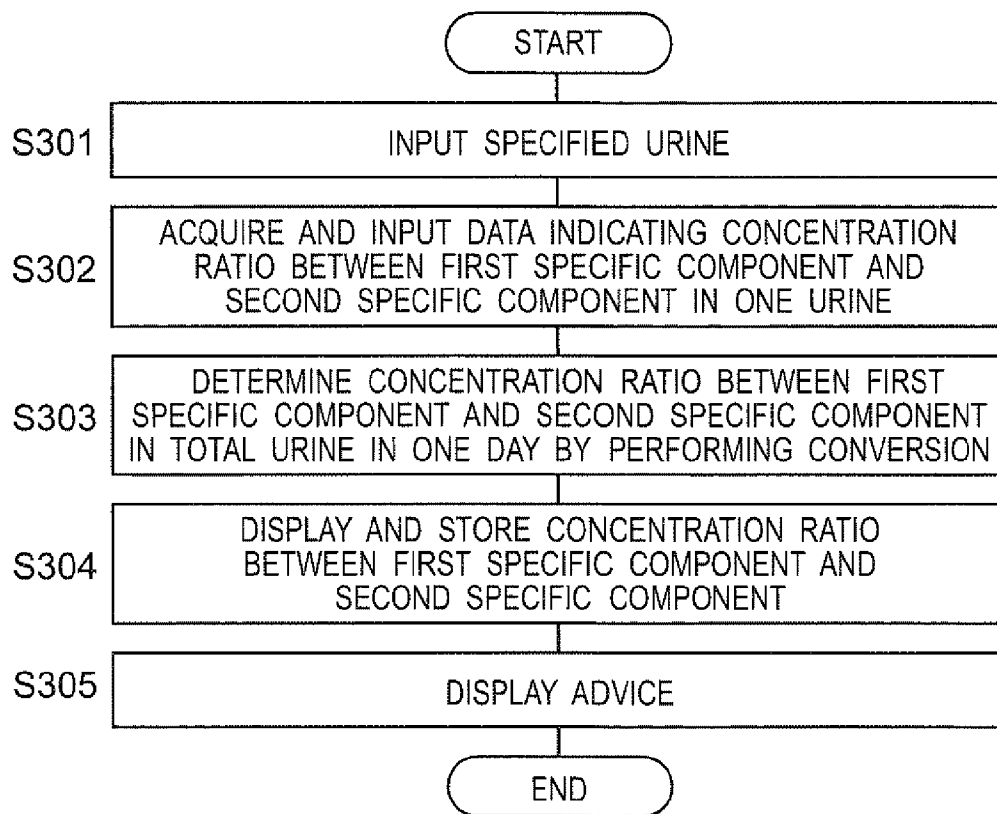 START
S301
INPUT SPECIFIED URINE
S302
ACQUIRE AND INPUT DATA INDICATING CONCENTRATION
RATIO BETWEEN FIRST SPECIFIC COMPONENT AND
SECOND SPECIFIC COMPONENT IN ONE URINE
S303
DETERMINE CONCENTRATION RATIO BETWEEN FIRST
SPECIFIC COMPONENT AND SECOND SPECIFIC COMPONENT
IN TOTAL URINE IN ONE DAY BY PERFORMING CONVERSION
S304
DISPLAY AND STORE CONCENTRATION RATIO
BETWEEN FIRST SPECIFIC COMPONENT AND
SECOND SPECIFIC COMPONENT
S305
DISPLAY ADVICE
END